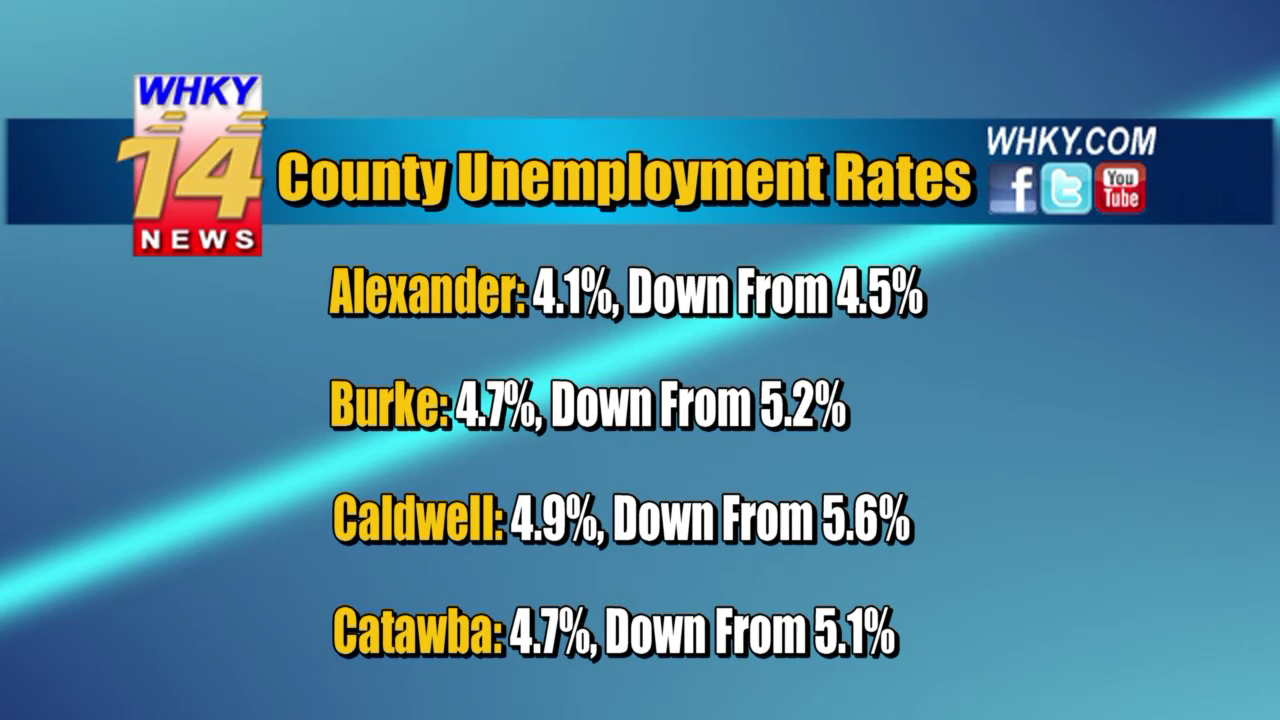 WHKY
14
NEWS
County Unemployment Rates
WHKY.COM
f
t
You
Tube
Alexander: 4.1%, Down From 4.5%
Burke: 4.7%, Down From 5.2%
Caldwell: 4.9%, Down From 5.6%
Catawba: 4.7%, Down From 5.1%